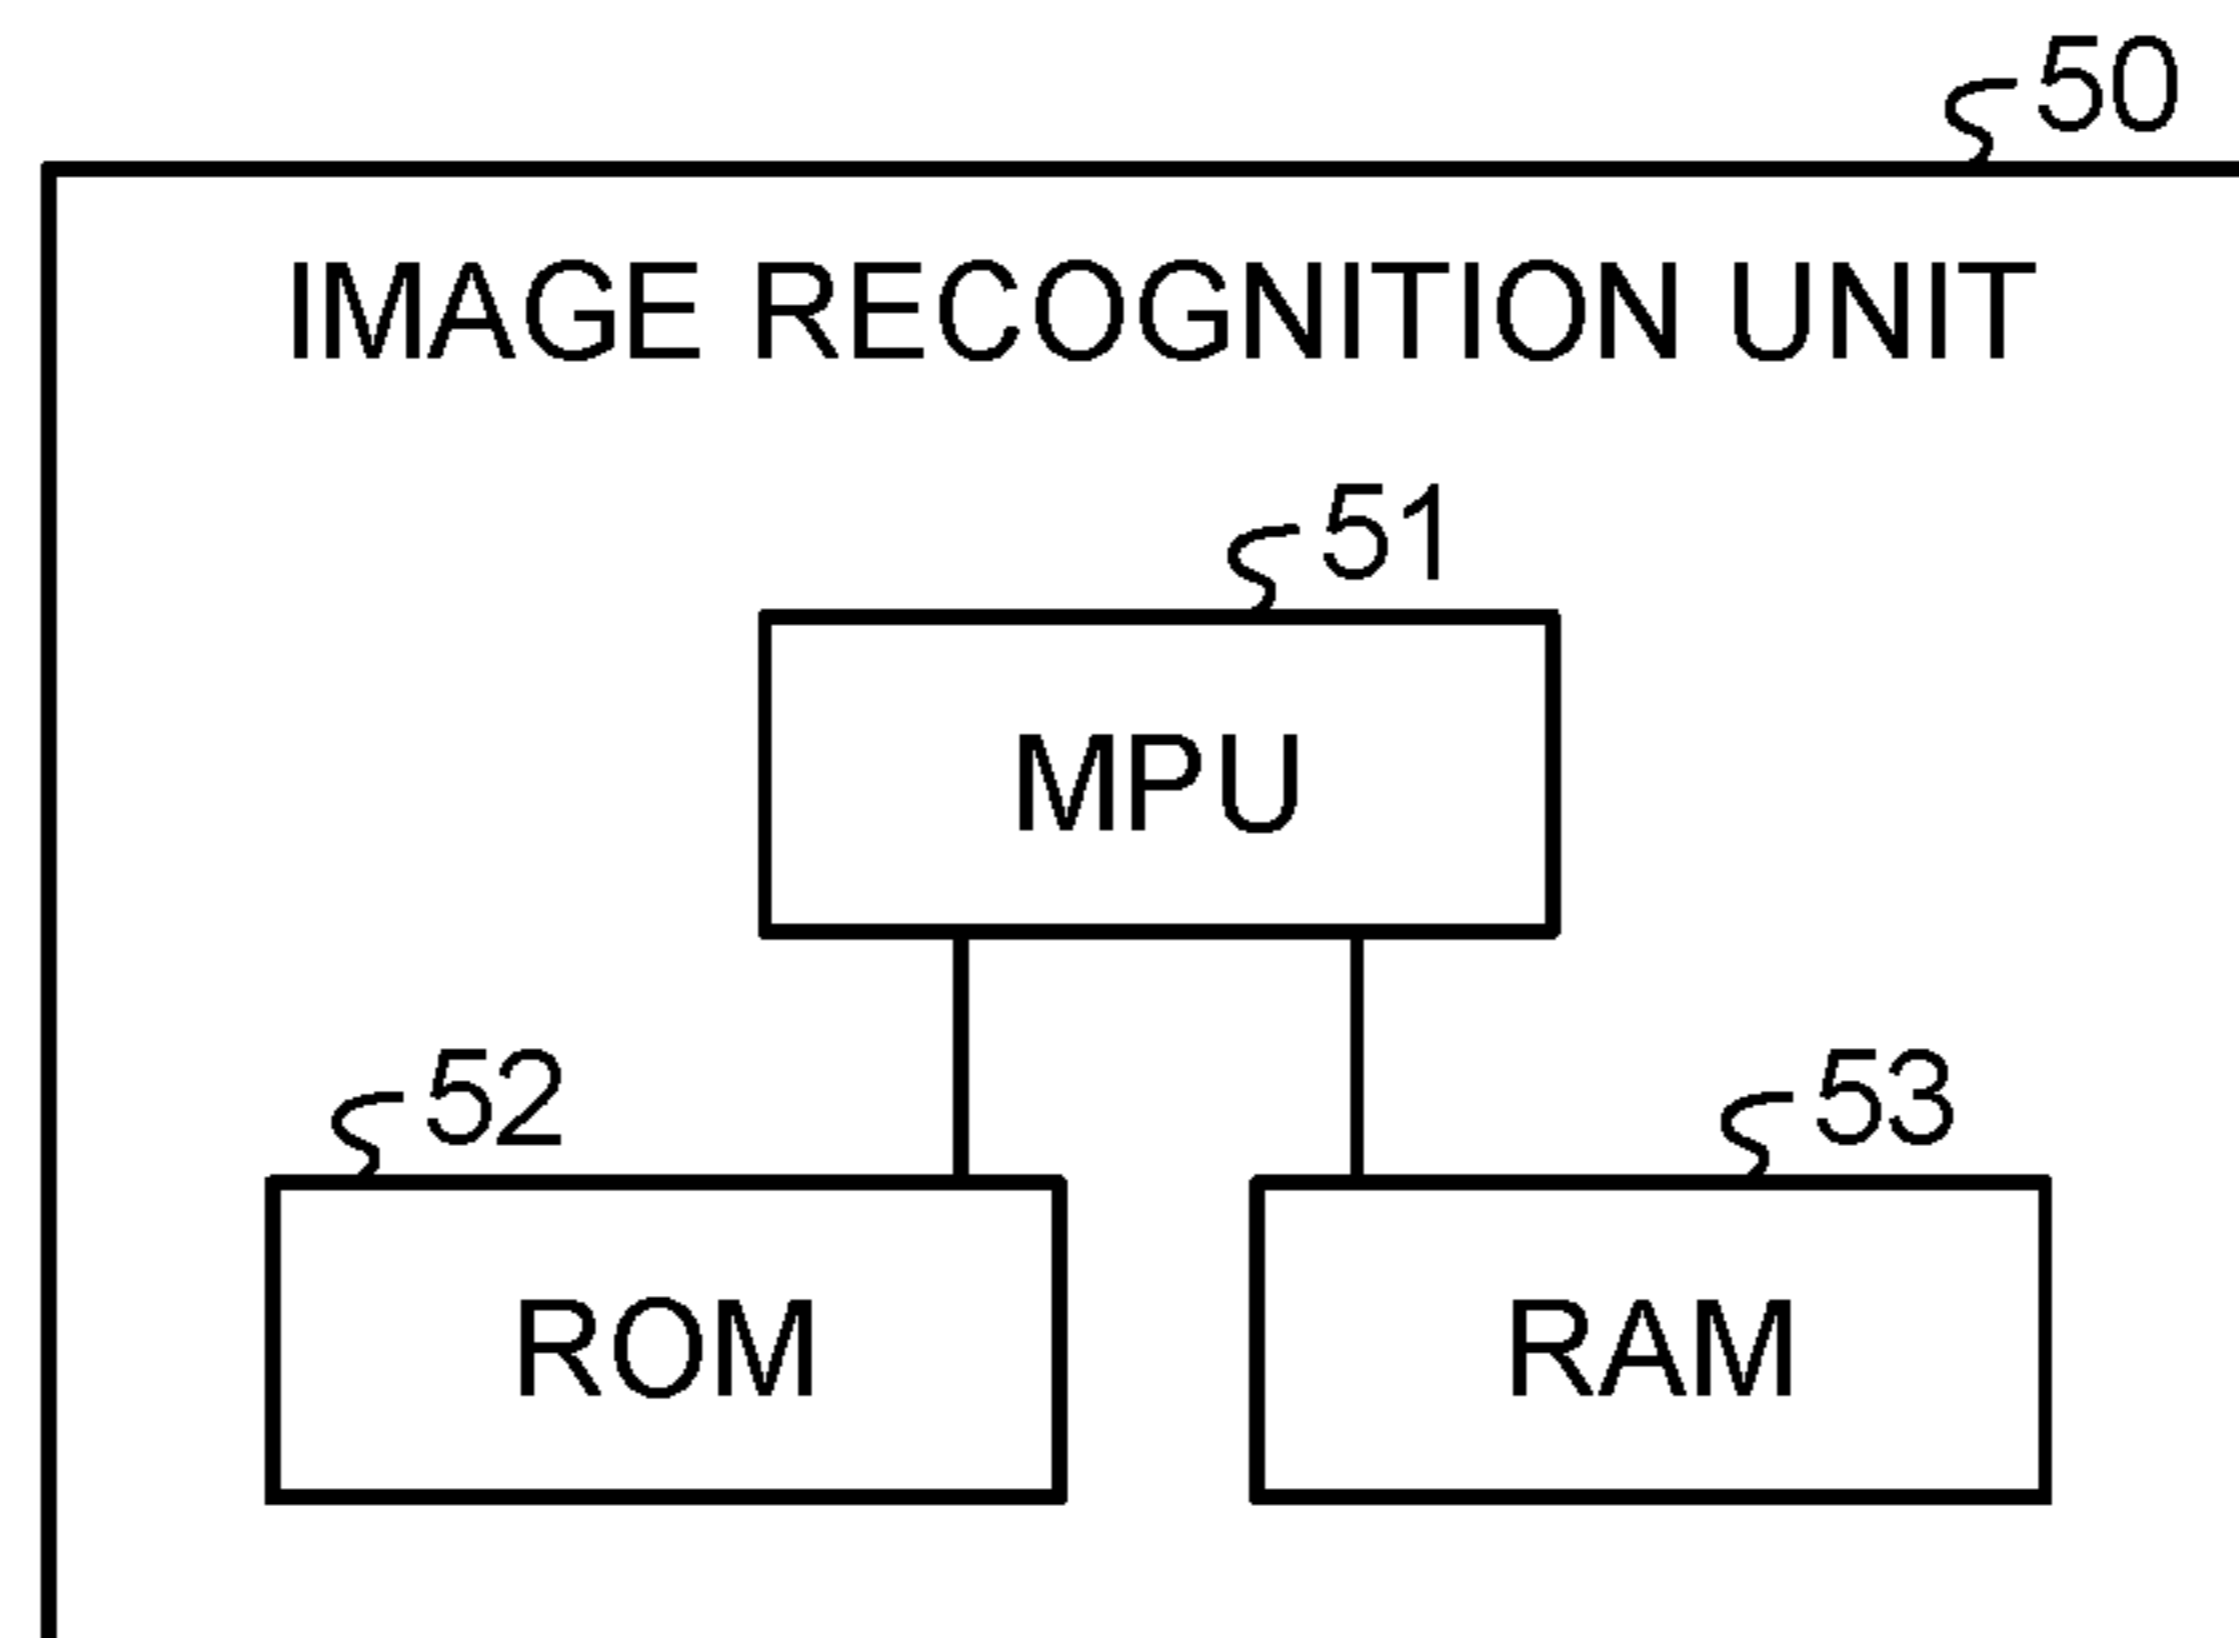 50
IMAGE RECOGNITION UNIT
51
MPU
52
53
ROM
RAM